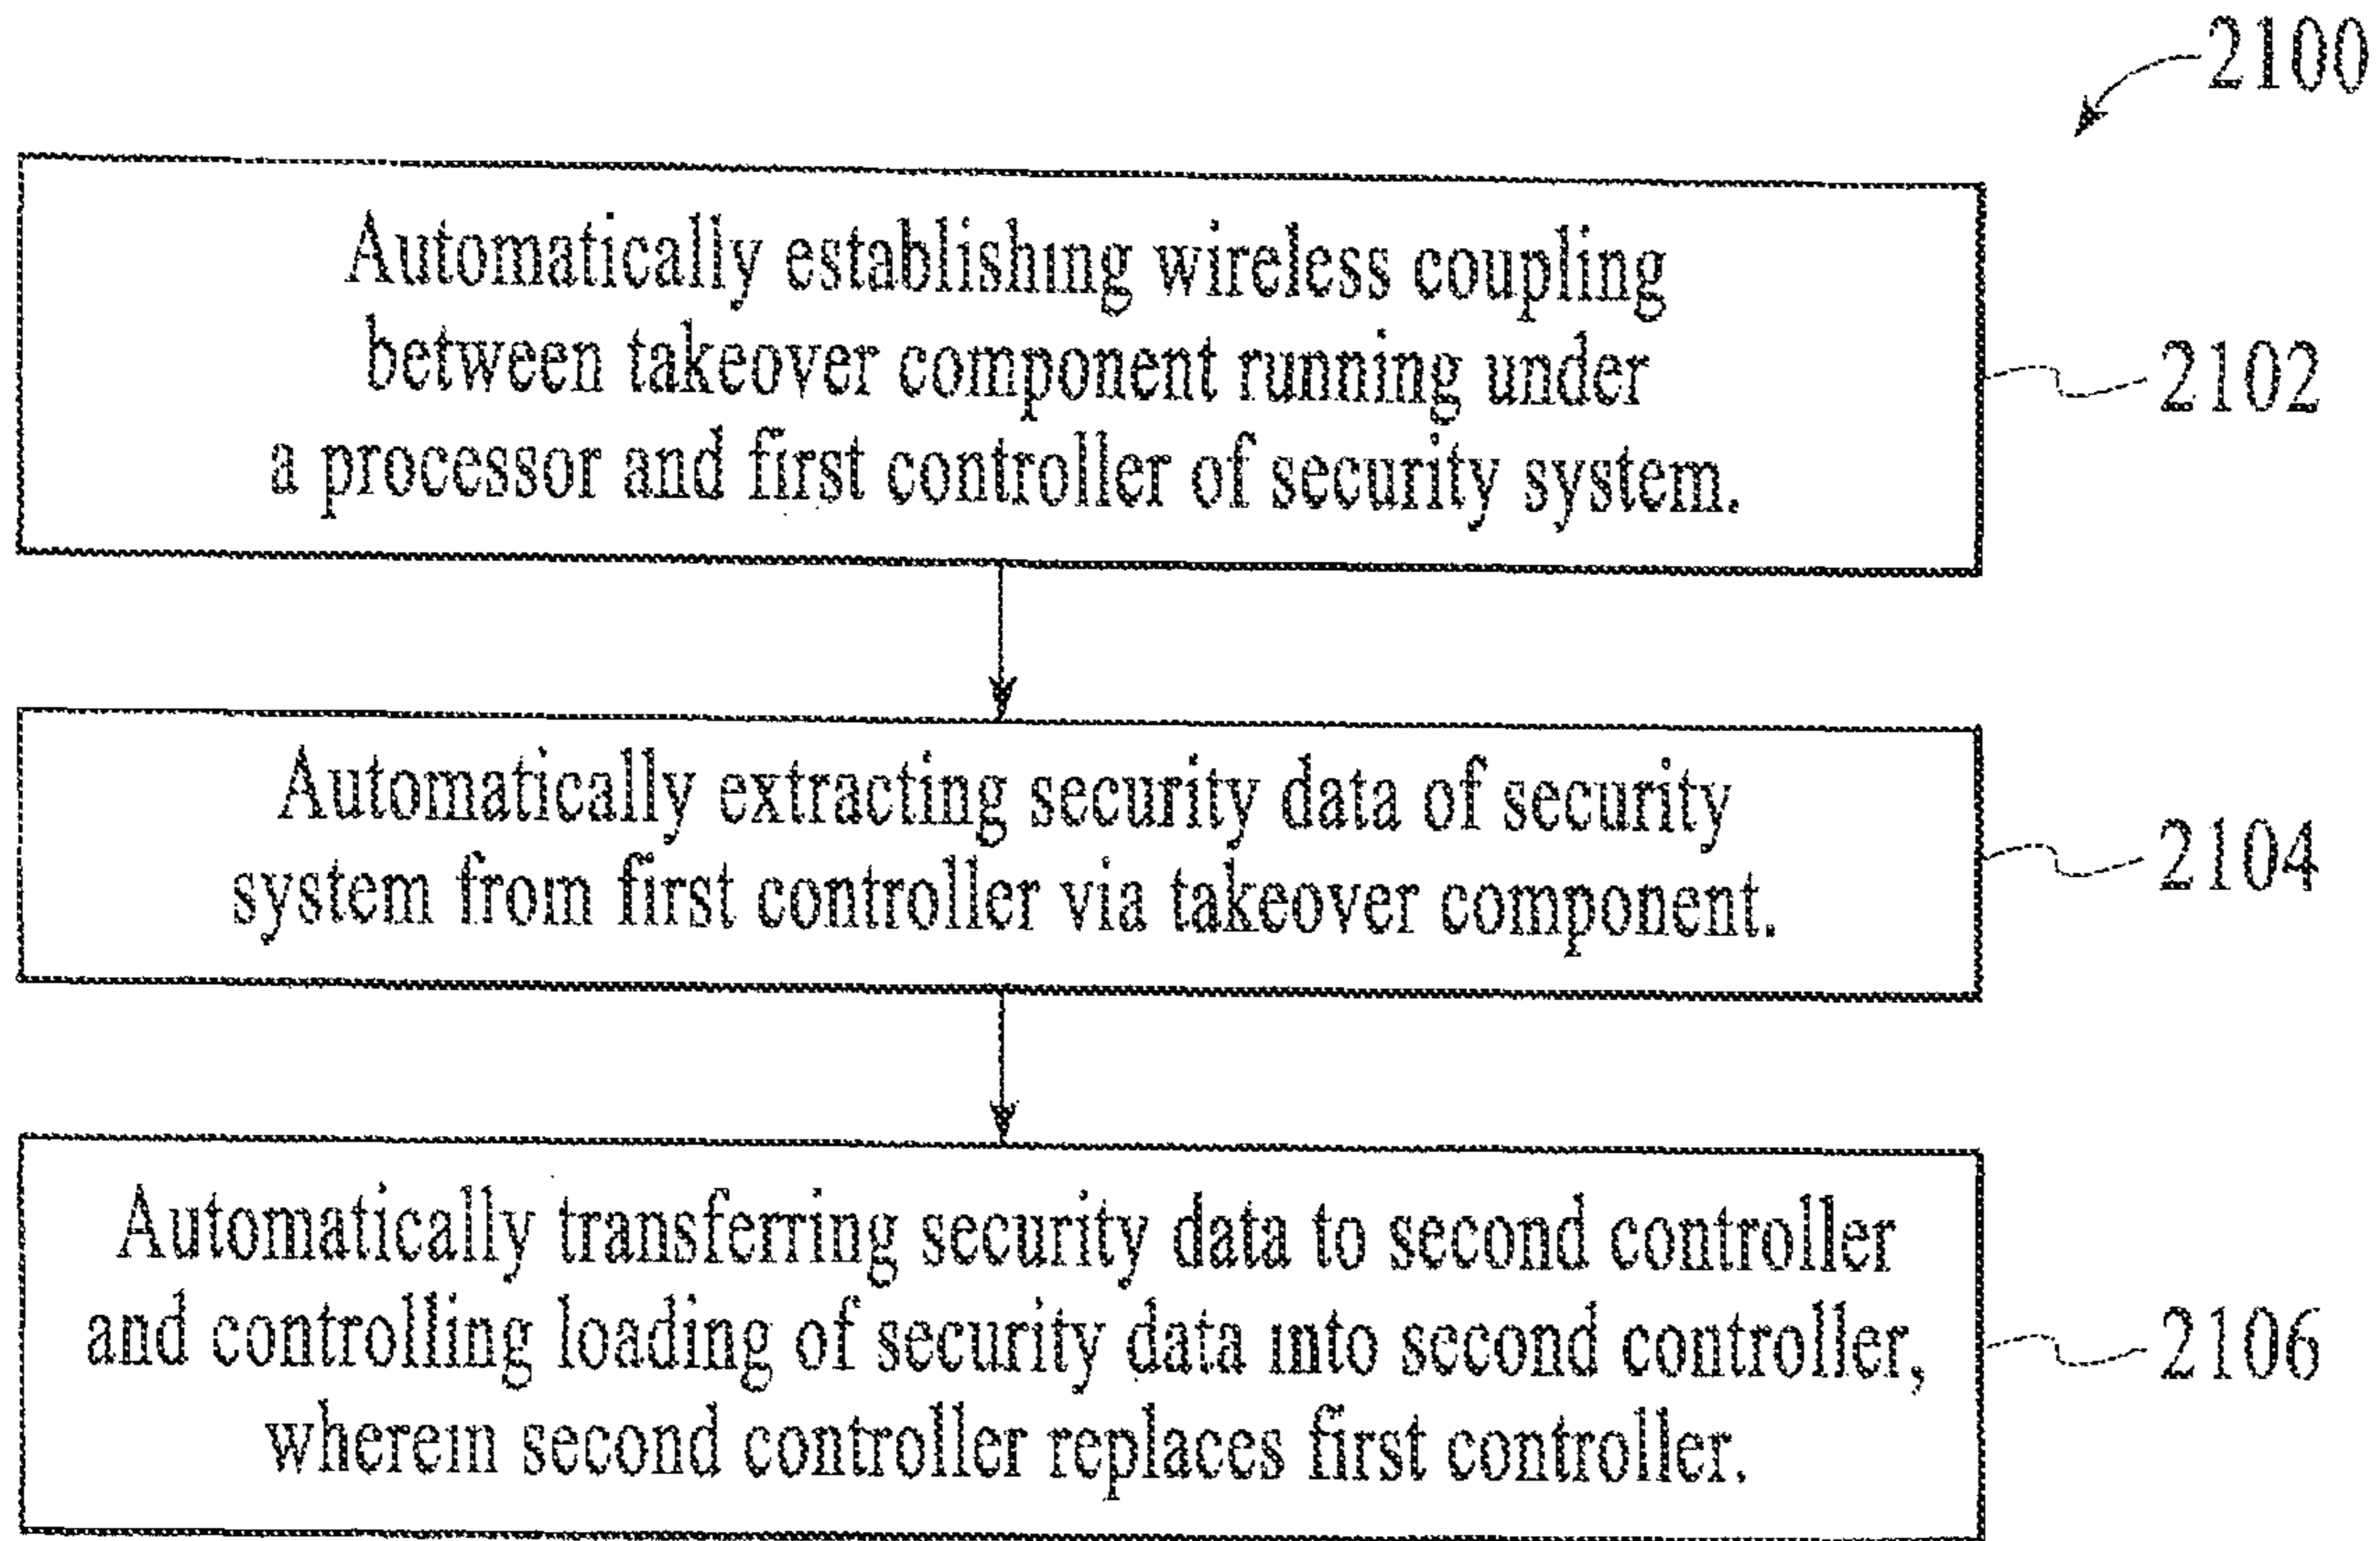 2100
Automatically establishing wireless coupling
between takeover component running under
a processor and first controller of security system.
2102
Automatically extracting security data of security
system from first controller via takeover component.
2104
Automatically transferring security data to second controller
and controlling loading of security data into second controller,
wherein second controller replaces first controller.
2106